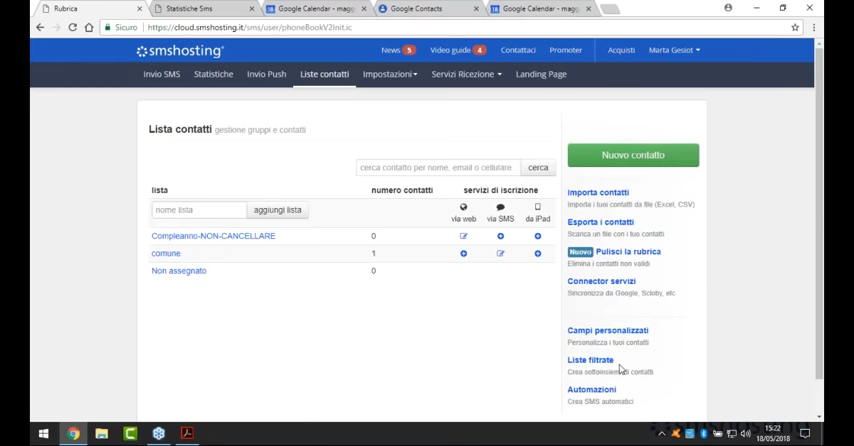 Rubrica
Statistiche Sms
Google Calendar - magg
Google Contacts
Google Calendar - magg
Sicuro
https://cloud.smshosting.it/sms/user/phoneBookV2Init.ic
smshosting
News 5
Video guide 4
Contattaci
Promoter
Acquisti
Marta Gesiot
Invio SMS
Statistiche
Invio Push
Liste contatti
Impostazioni
Servizi Ricezione
Landing Page
Lista contatti gestione gruppi e contatti
cerca contatto per nome, email o cellulare
cerca
lista
numero contatti
servizi di iscrizione
nome lista
aggiungi lista
via web
via SMS
da iPad
Compleanno-NON-CANCELLARE 0
comune 1
Non assegnato 0
Nuovo contatto
Importa contatti
Importa i tuoi contatti da file (Excel, CSV)
Esporta i contatti
Scarica un file con i tuoi contatti
Nuovo Pulisci la rubrica
Elimina i contatti non validi
Connector servizi
Sincronizza da Google, Scloby, etc
Campi personalizzati
Personalizza i tuoi contatti
Liste filtrate
Crea sottoinsiemi di contatti
Automazioni
Crea SMS automatici
smshosting
15:22
18/05/2018